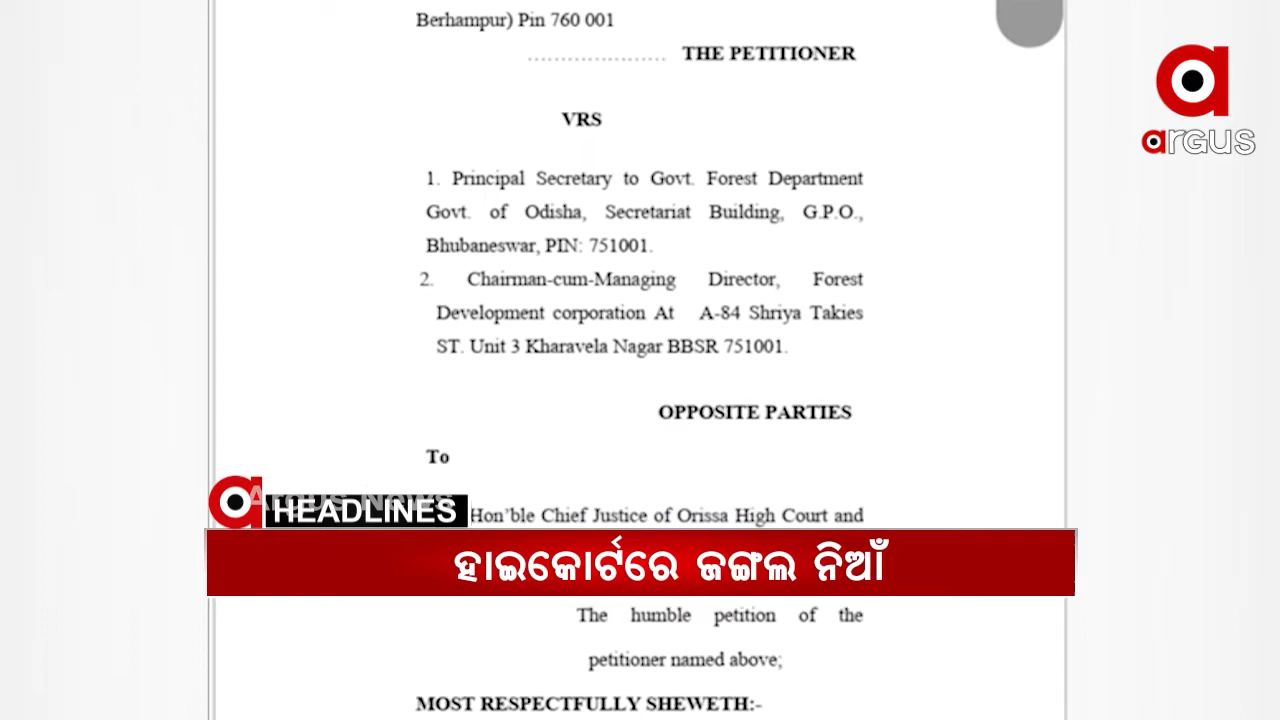 Berhampur) Pin 760 001
..................... THE PETITIONER
VRS
1. Principal Secretary to Govt. Forest Department
Govt. of Odisha, Secretariat Building, G.P.O.,
Bhubaneswar, PIN: 751001.
2. Chairman-cum-Managing Director, Forest
Development corporation At A-84 Shriya Takies
ST. Unit 3 Kharavela Nagar BBSR 751001.
OPPOSITE PARTIES
To
Hon'ble Chief Justice of Orissa High Court and
The humble petition of the
petitioner named above;
MOST RESPECTFULLY SHEWETH:-
argus
Argus News
HEADLINES
ହାଇକୋର୍ଟରେ ଜଙ୍ଗଲ ନିଆଁ